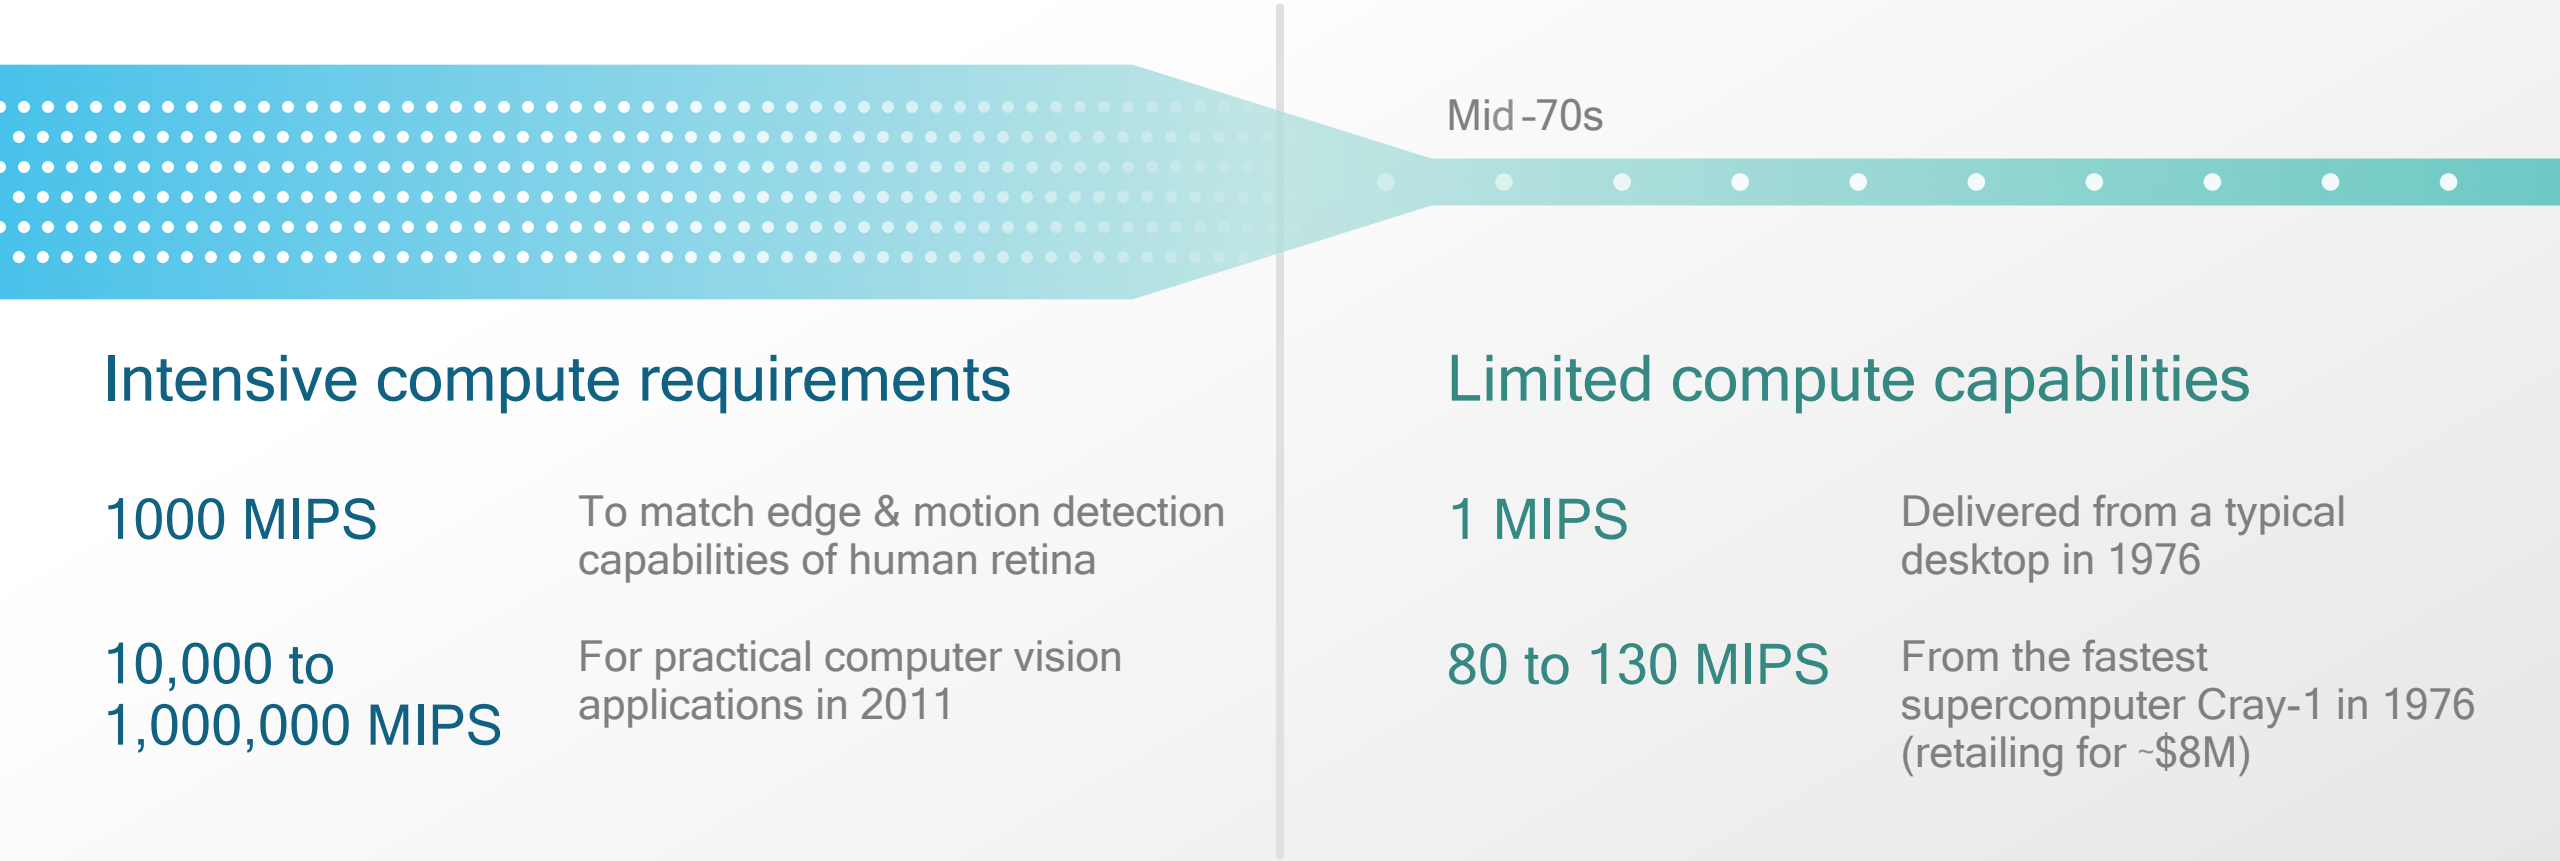 Mid-70s
Intensive compute requirements
1000 MIPS
To match edge & motion detection
capabilities of human retina
10,000 to
1,000,000 MIPS
For practical computer vision
applications in 2011
Limited compute capabilities
1 MIPS
Delivered from a typical
desktop in 1976
80 to 130 MIPS
From the fastest
supercomputer Cray-1 in 1976
(retailing for ~$8M)